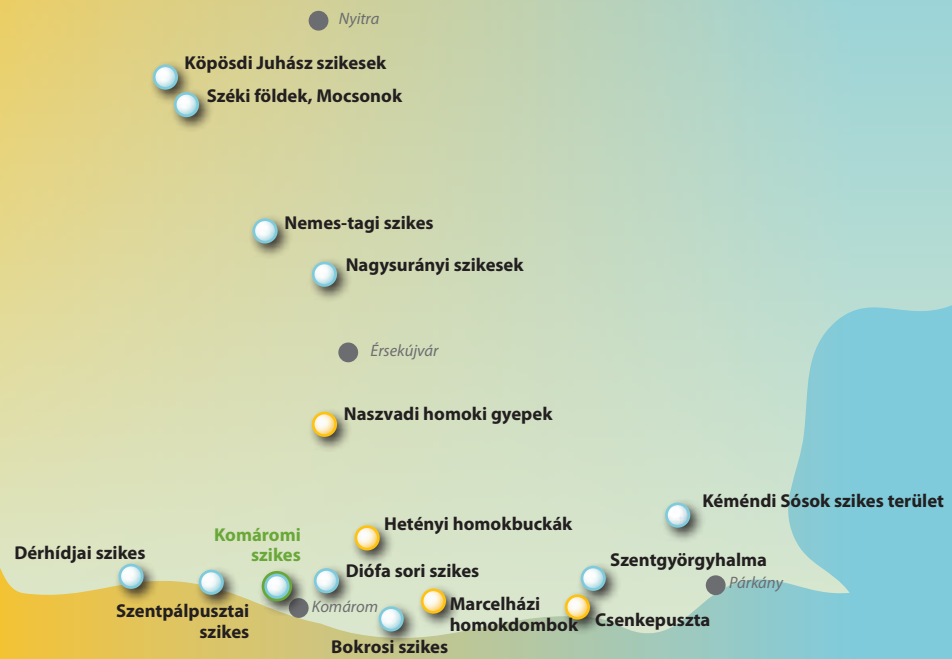 Nyitra
Köpösdi Juhász szikesek
Széki földek, Mocsonok
Nemes-tagi szikes
Nagysurányi szikesek
Érsekújvár
Naszvadi homoki gyepek
Kéméndi Sósok szikes terület
Hetényi homokbuckák
Komáromi
szikes
Dérhídjai szikes
Szentgyörgyhalma
Diófa sori szikes
Párkány
Szentpálpusztai
szikes
Komárom
Marcelházi
homokdombok
Csenkepuszta
Bokrosi szikes